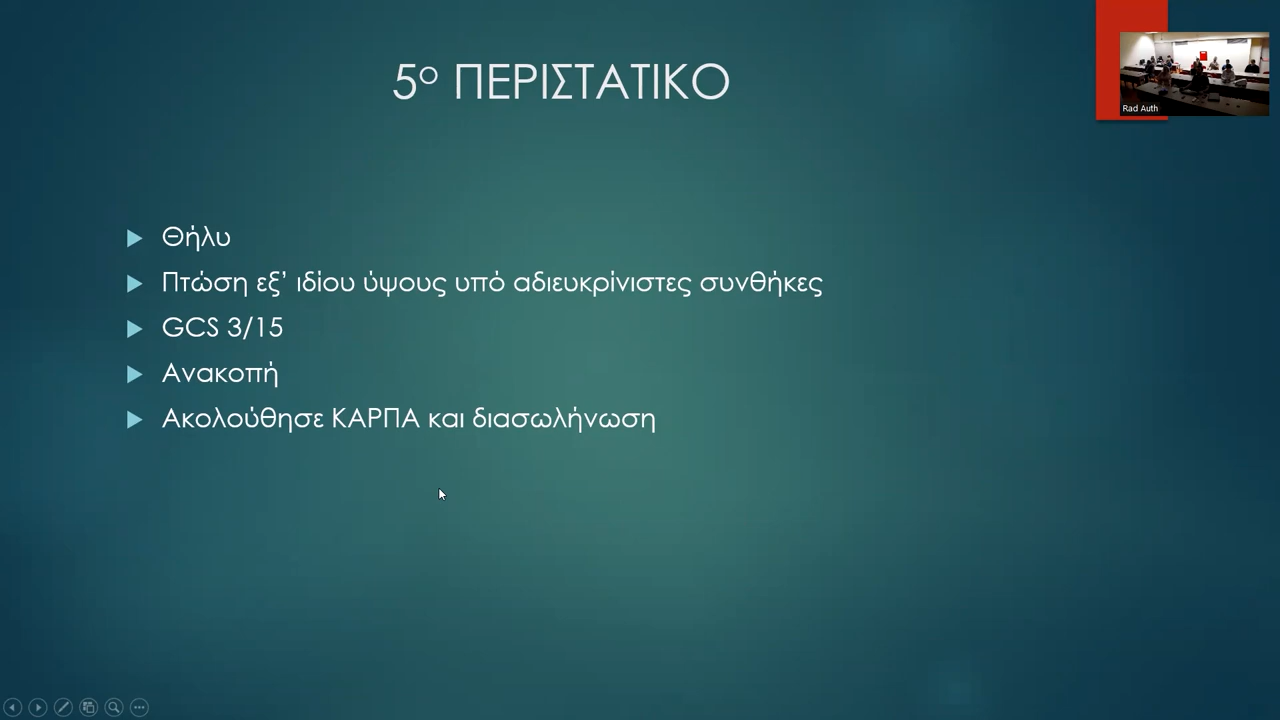 5ο ΠΕΡΙΣΤΑΤΙΚΟ
Rad Auth
Θήλυ
Πτώση εξ’ ιδίου ύψους υπό αδιευκρίνιστες συνθήκες
GCS 3/15
Ανακοπή
Ακολούθησε ΚΑΡΠΑ και διασωλήνωση